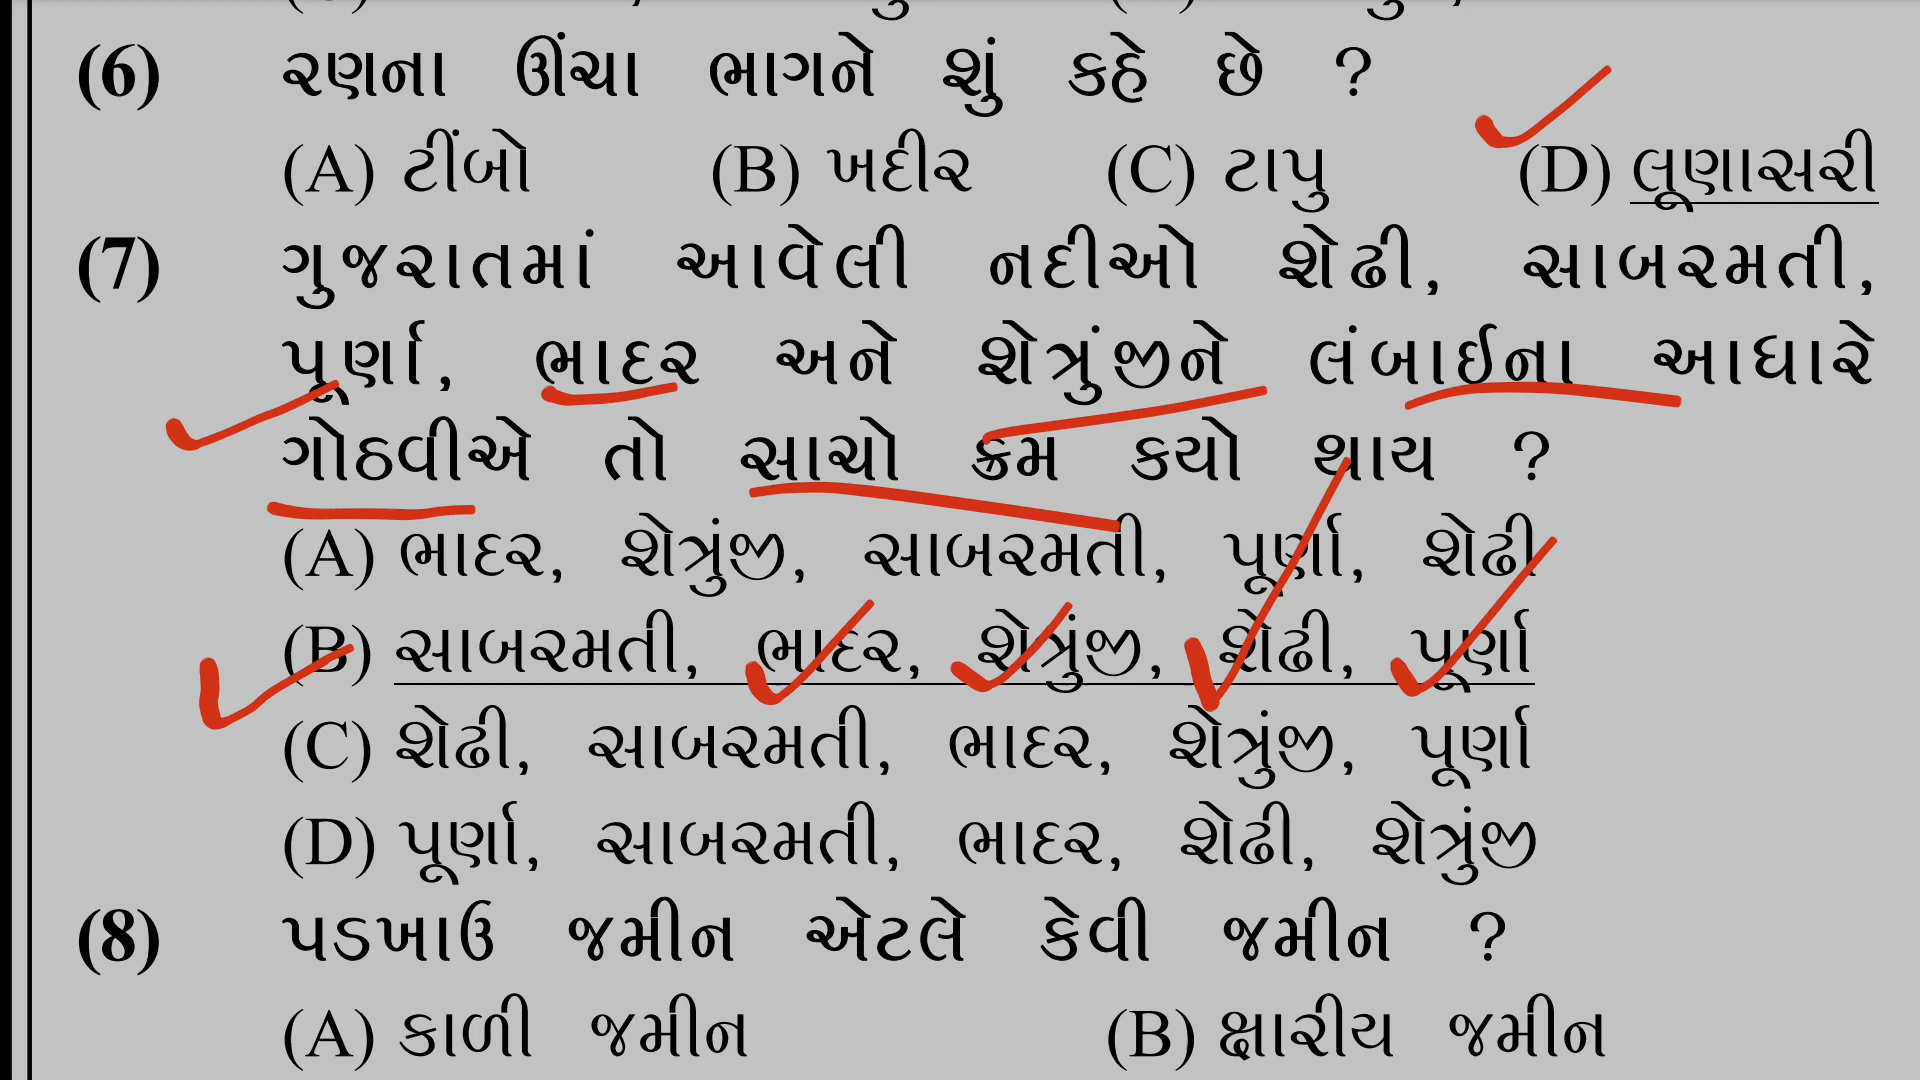 (6) રણના ઊંચા ભાગને શું કહે છે ?
(A) ટીંબો (B) ખદીર (C) ટાપુ (D) લૂણાસરી
(7) ગુજરાતમાં આવેલી નદીઓ શેઢી, સાબરમતી,
પૂર્ણા, ભાદર અને શેત્રુંજીને લંબાઈના આધારે
ગોઠવીએ તો સાચો ક્રમ કયો થાય ?
(A) ભાદર, શેત્રુંજી, સાબરમતી, પૂર્ણા, શેઢી
(B) સાબરમતી, ભાદર, શેત્રુંજી, શેઢી, પૂર્ણા
(C) શેઢી, સાબરમતી, ભાદર, શેત્રુંજી, પૂર્ણા
(D) પૂર્ણા, સાબરમતી, ભાદર, શેઢી, શેત્રુંજી
(8) પડખાઉ જમીન એટલે કેવી જમીન ?
(A) કાળી જમીન (B) ક્ષારીય જમીન